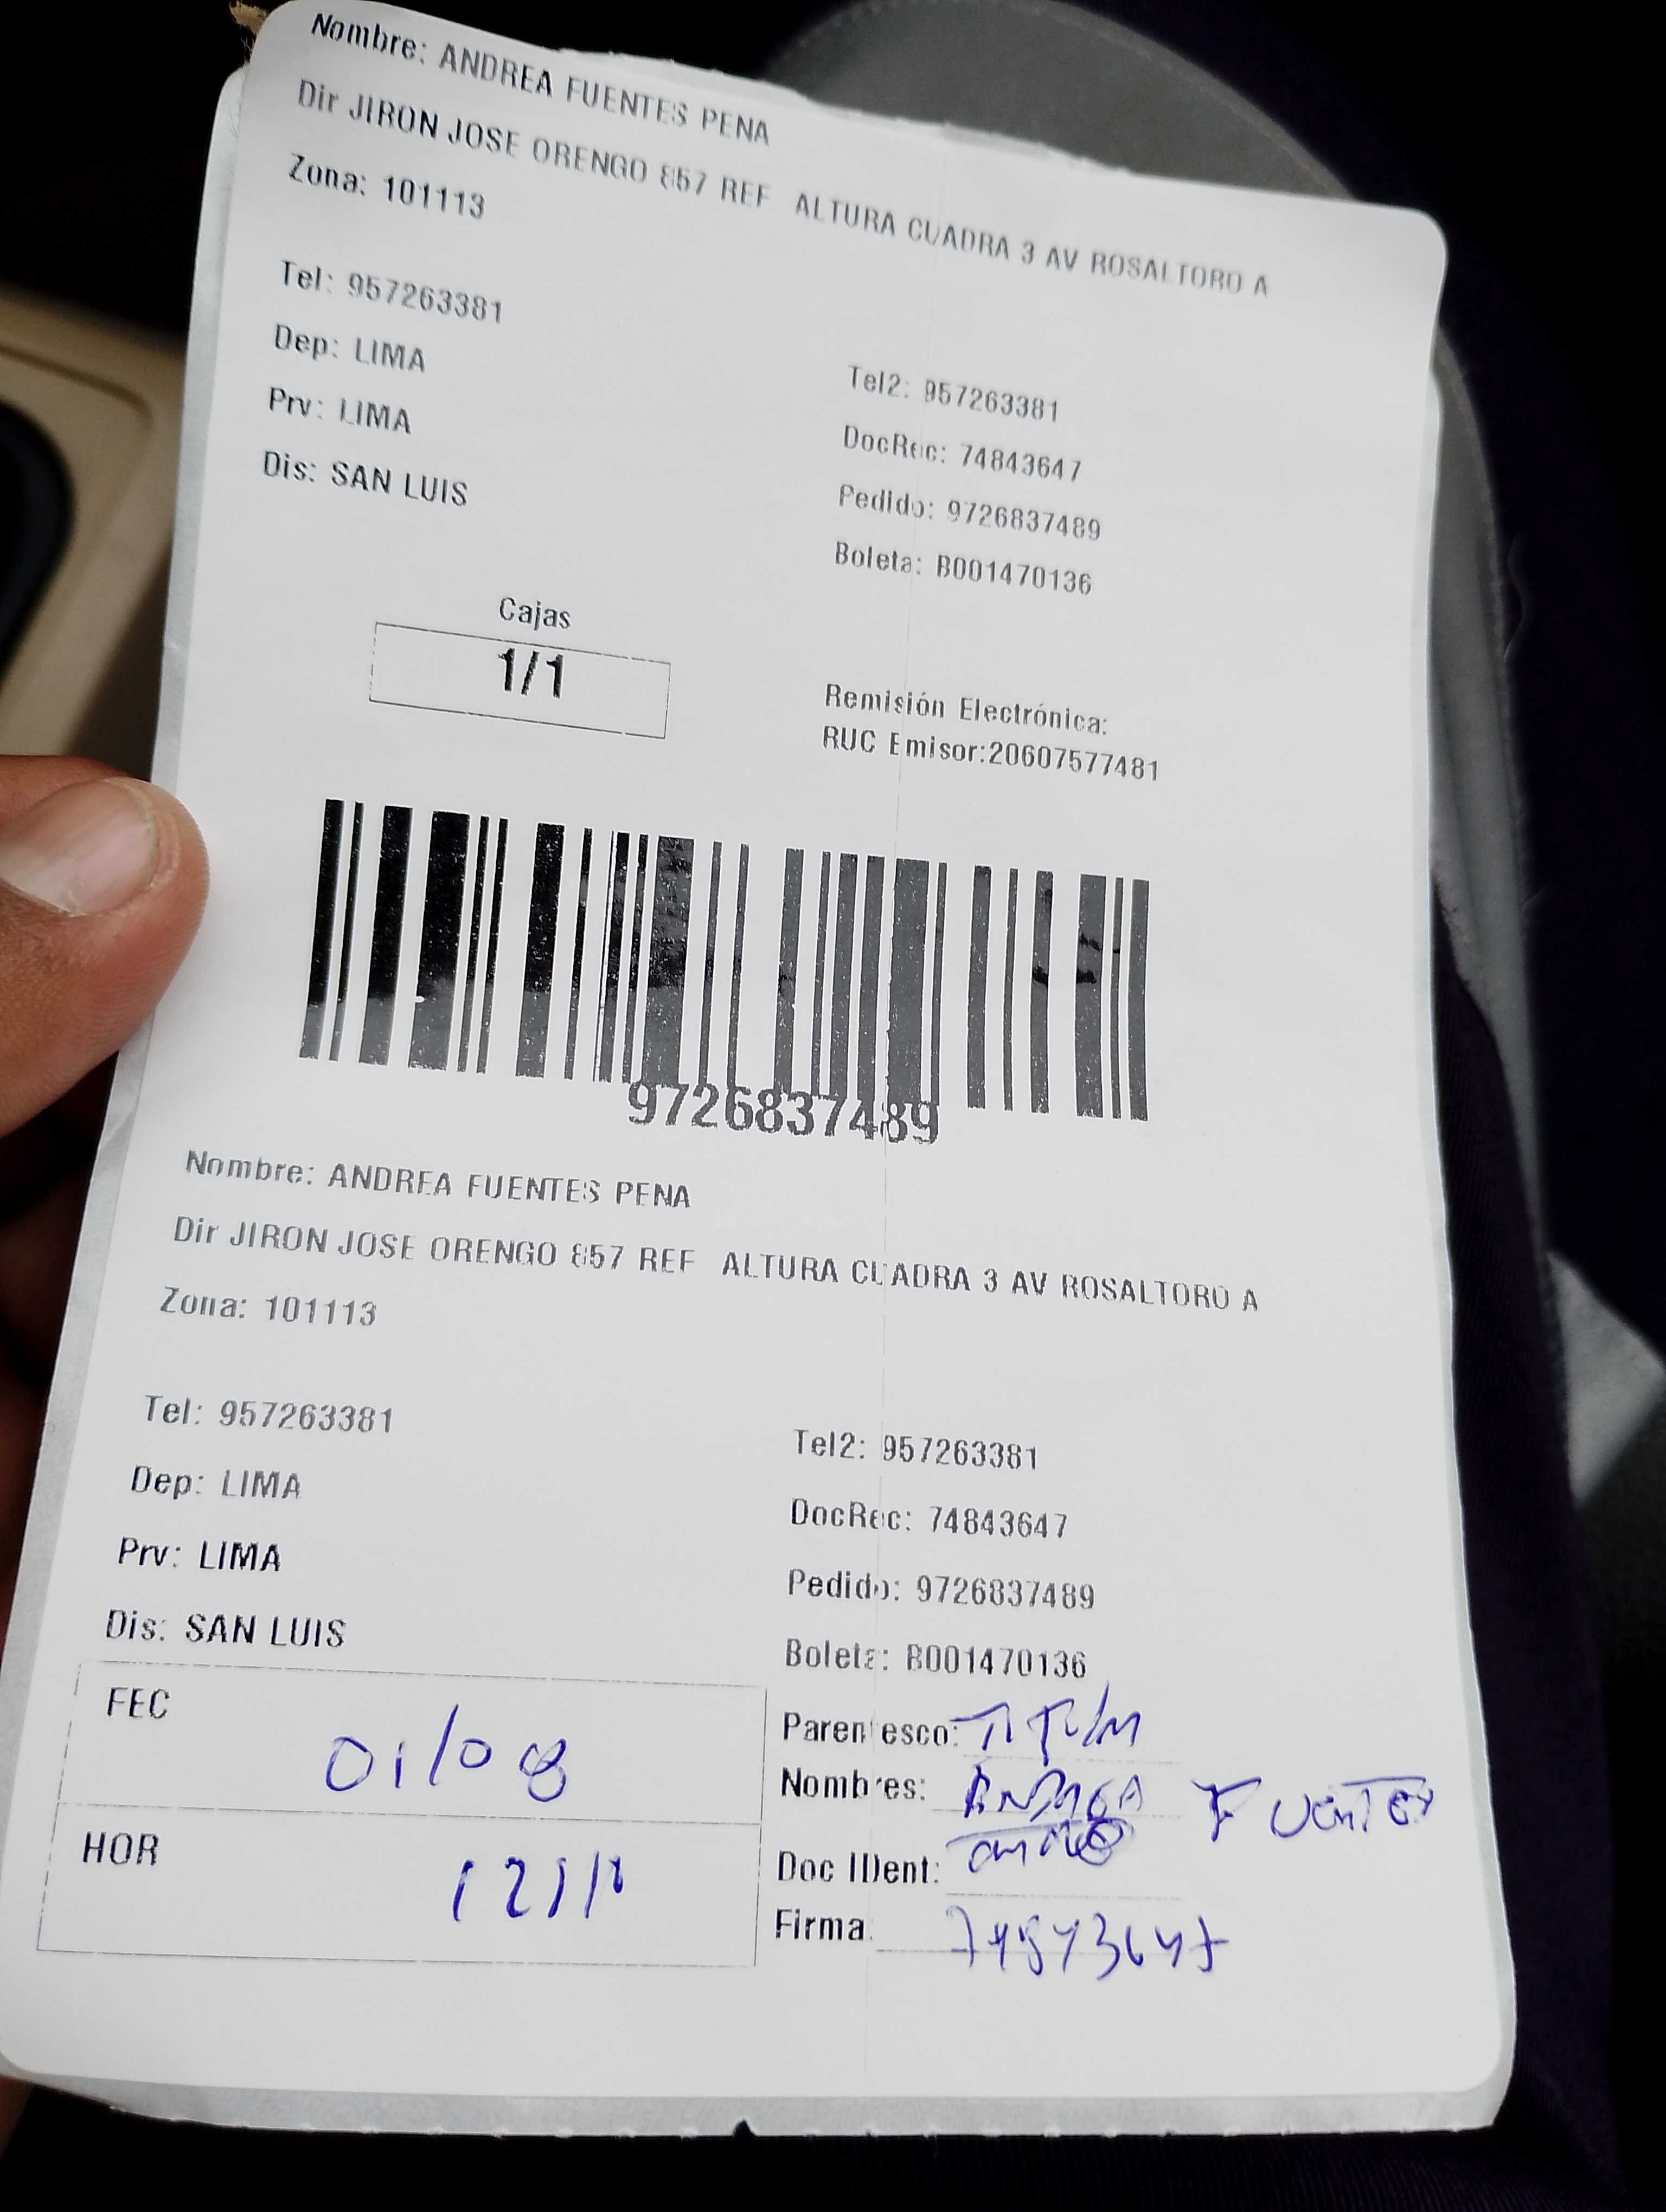 Nombre: ANDREA FUENTES PENA
Dir JIRON JOSE ORENGO 857 REF ALTURA CUADRA 3 AV ROSALTORO A
Zona: 101113
Tel: 957263381
Tel2: 957263381
Dep: LIMA
DocRec: 74843647
Prv: LIMA
Pedido: 9726837489
Dis: SAN LUIS
Boleta: B001470136
Cajas
1/1
Remisión Electrónica:
RUC Emisor:20607577481
9726837489
Nombre: ANDREA FUENTES PENA
Dir JIRON JOSE ORENGO 857 REF ALTURA CUADRA 3 AV ROSALTORO A
Zona: 101113
Tel: 957263381
Tel2: 957263381
Dep: LIMA
DocRec: 74843647
Prv: LIMA
Pedido: 9726837489
Dis: SAN LUIS
Boleta: B001470136
FEC 01/08
Parentesco:
Nombres: ANDREA FUENTES
HOR
Doc IDent:
Firma: 74843647